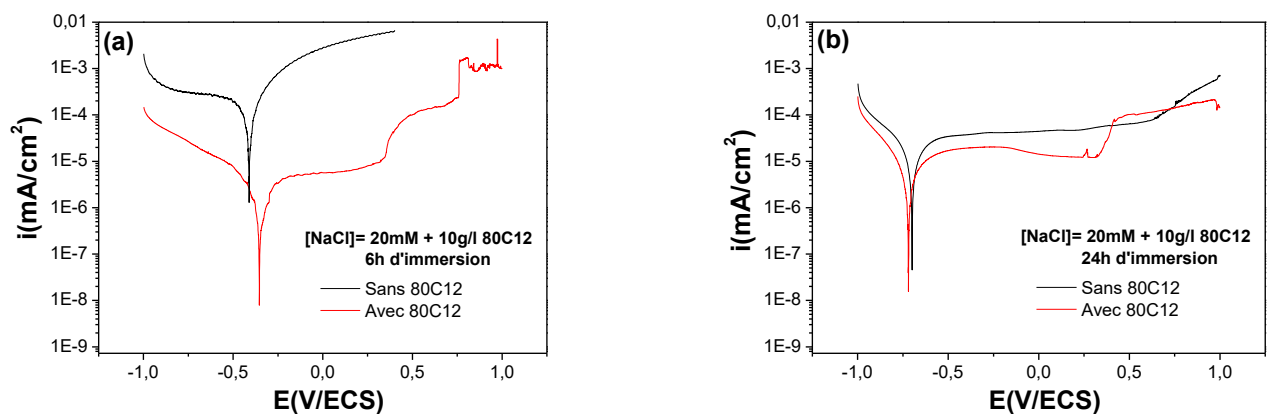 (a)
0,01
1E-3
1E-4
1E-5
1E-6
1E-7
1E-8
1E-9
i(mA/cm²)
[NaCl]= 20mM + 10g/l 80C12
6h d'immersion
Sans 80C12
Avec 80C12
-1,0 -0,5 0,0 0,5 1,0
E(V/ECS)
(b)
0,01
1E-3
1E-4
1E-5
1E-6
1E-7
1E-8
1E-9
i(mA/cm²)
[NaCl]= 20mM + 10g/l 80C12
24h d'immersion
Sans 80C12
Avec 80C12
-1,0 -0,5 0,0 0,5 1,0
E(V/ECS)